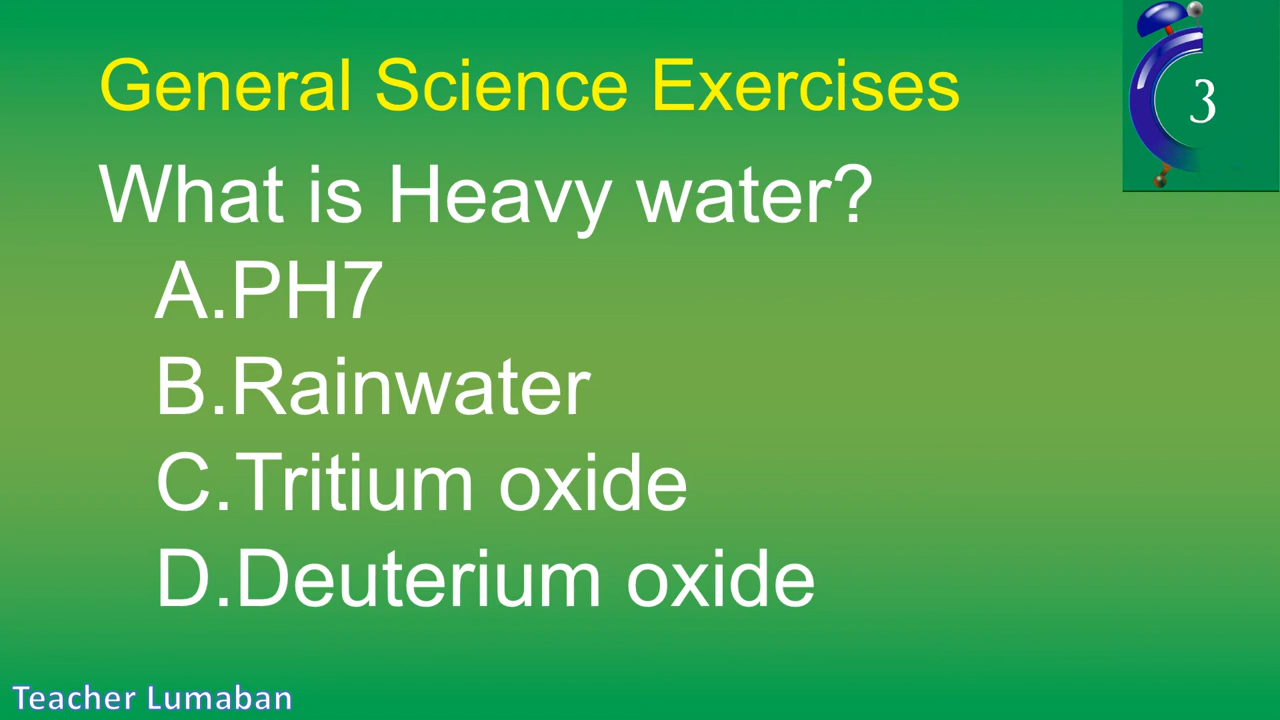 General Science Exercises
3
What is Heavy water?
A.PH7
B.Rainwater
C.Tritium oxide
D.Deuterium oxide
Teacher Lumaban